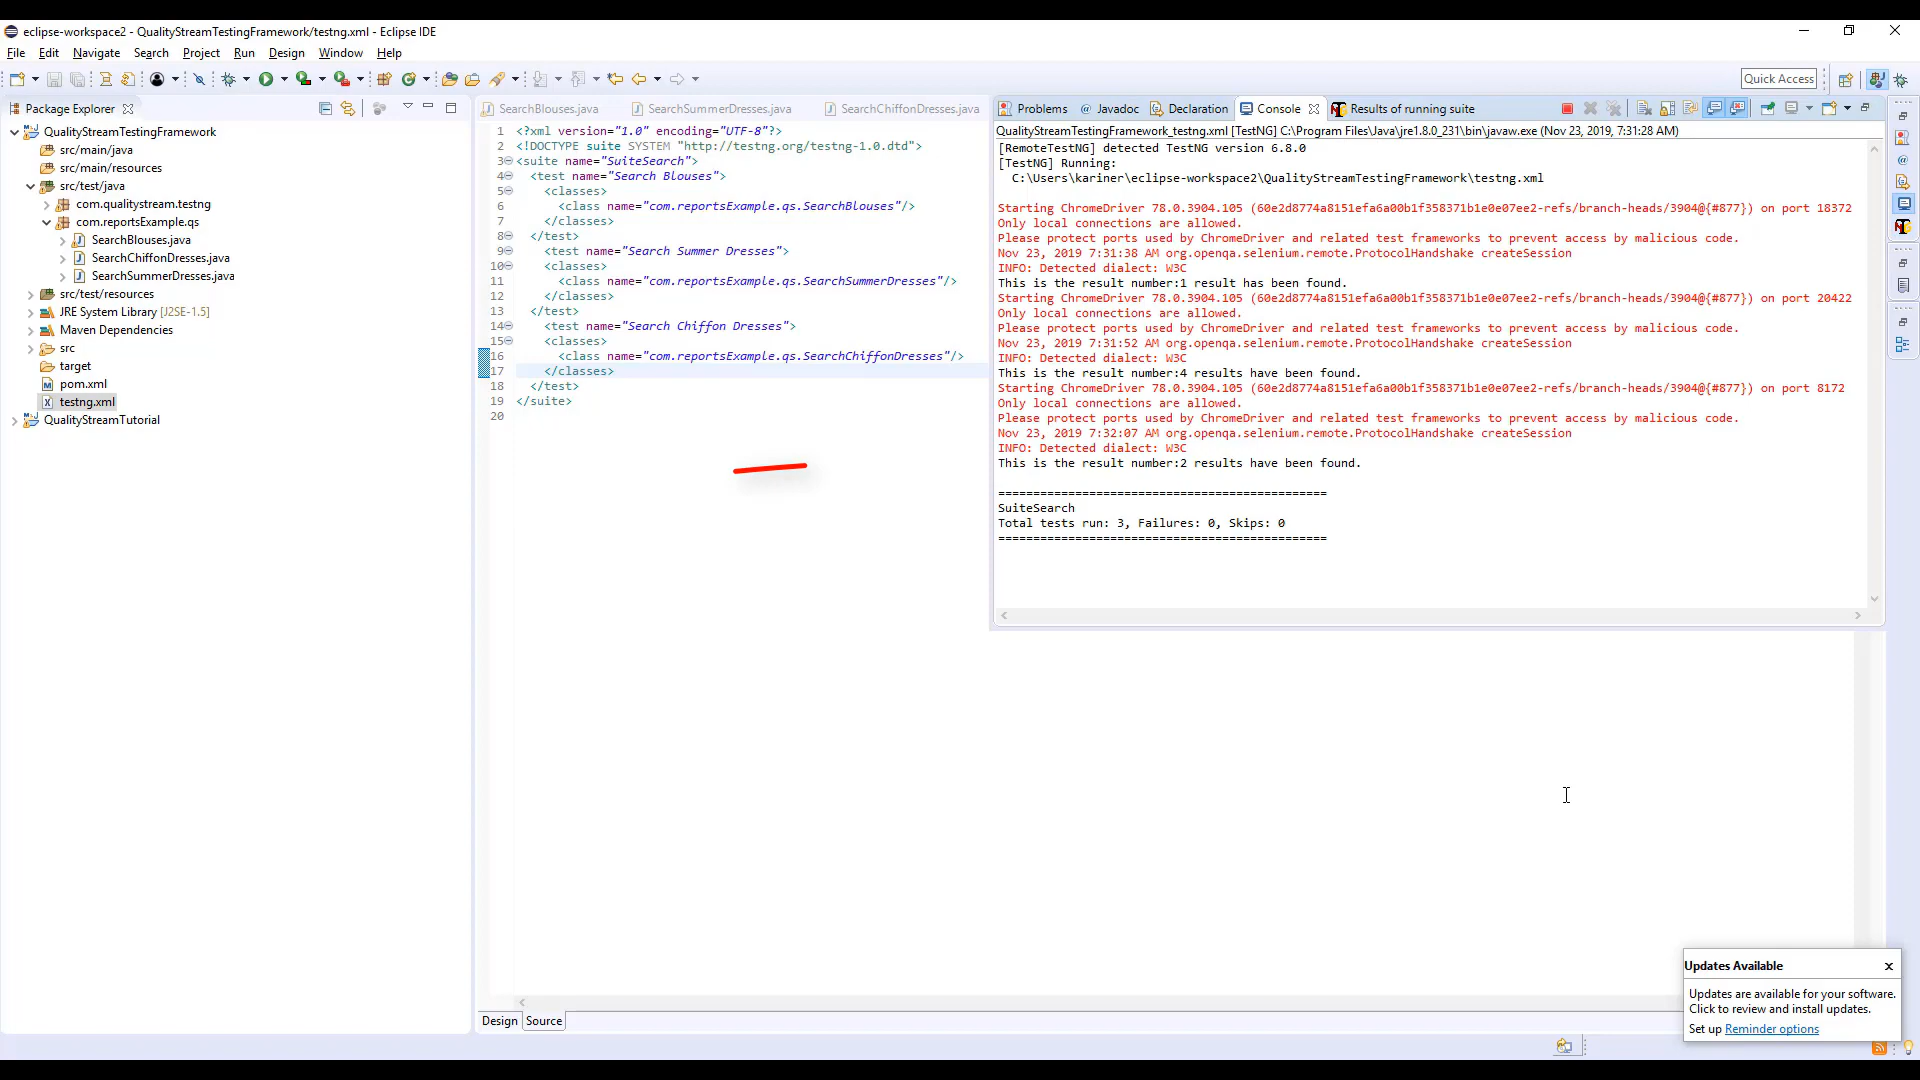 eclipse-workspace2 - QualityStreamTestingFramework/testng.xml - Eclipse IDE
File Edit Navigate Search Project Run Design Window Help
Quick Access
Package Explorer
QualityStreamTestingFramework
src/main/java
src/main/resources
src/test/java
com.qualitystream.testng
com.reportsExample.qs
SearchBlouses.java
SearchChiffonDresses.java
SearchSummerDresses.java
src/test/resources
JRE System Library [J2SE-1.5]
Maven Dependencies
src
target
pom.xml
testng.xml
QualityStreamTutorial
SearchBlouses.java SearchSummerDresses.java SearchChiffonDresses.java
1 <?xml version="1.0" encoding="UTF-8"?>
2 <!DOCTYPE suite SYSTEM "http://testng.org/testng-1.0.dtd">
3 <suite name="SuiteSearch">
4 <test name="Search Blouses">
5 <classes>
6 <class name="com.reportsExample.qs.SearchBlouses"/>
7 </classes>
8 </test>
9 <test name="Search Summer Dresses">
10 <classes>
11 <class name="com.reportsExample.qs.SearchSummerDresses"/>
12 </classes>
13 </test>
14 <test name="Search Chiffon Dresses">
15 <classes>
16 <class name="com.reportsExample.qs.SearchChiffonDresses"/>
17 </classes>
18 </test>
19 </suite>
20
Design Source
Problems Javadoc Declaration Console Results of running suite
QualityStreamTestingFramework_testng.xml [TestNG] C:\Program Files\Java\jre1.8.0_231\bin\javaw.exe (Nov 23, 2019, 7:31:28 AM)
[RemoteTestNG] detected TestNG version 6.8.0
[TestNG] Running:
C:\Users\kariner\eclipse-workspace2\QualityStreamTestingFramework\testng.xml
Starting ChromeDriver 78.0.3904.105 (60e2d8774a8151efa6a00b1f358371b1e0e07ee2-refs/branch-heads/3904@{#877}) on port 18372
Only local connections are allowed.
Please protect ports used by ChromeDriver and related test frameworks to prevent access by malicious code.
Nov 23, 2019 7:31:38 AM org.openqa.selenium.remote.ProtocolHandshake createSession
INFO: Detected dialect: W3C
This is the result number:1 result has been found.
Starting ChromeDriver 78.0.3904.105 (60e2d8774a8151efa6a00b1f358371b1e0e07ee2-refs/branch-heads/3904@{#877}) on port 20422
Only local connections are allowed.
Please protect ports used by ChromeDriver and related test frameworks to prevent access by malicious code.
Nov 23, 2019 7:31:52 AM org.openqa.selenium.remote.ProtocolHandshake createSession
INFO: Detected dialect: W3C
This is the result number:4 results have been found.
Starting ChromeDriver 78.0.3904.105 (60e2d8774a8151efa6a00b1f358371b1e0e07ee2-refs/branch-heads/3904@{#877}) on port 8172
Only local connections are allowed.
Please protect ports used by ChromeDriver and related test frameworks to prevent access by malicious code.
Nov 23, 2019 7:32:07 AM org.openqa.selenium.remote.ProtocolHandshake createSession
INFO: Detected dialect: W3C
This is the result number:2 results have been found.
===============================================
SuiteSearch
Total tests run: 3, Failures: 0, Skips: 0
===============================================
Updates Available
Updates are available for your software.
Click to review and install updates.
Set up Reminder options